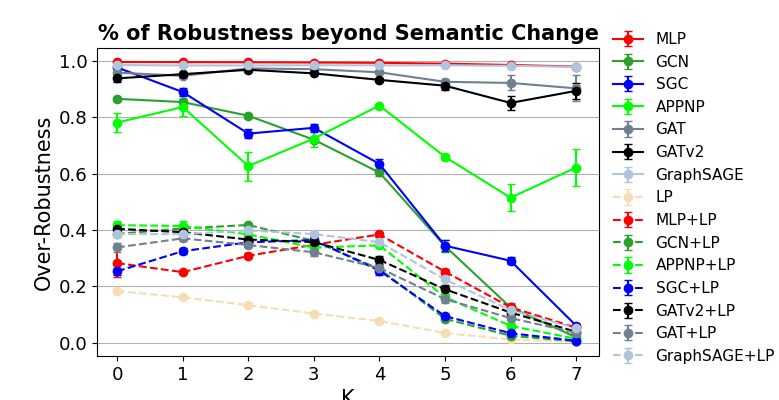 % of Robustness beyond Semantic Change
Over-Robustness
1.0
0.8
0.6
0.4
0.2
0.0
0 1 2 3 4 5 6 7
K
MLP
GCN
SGC
APPNP
GAT
GATv2
GraphSAGE
LP
MLP+LP
GCN+LP
APPNP+LP
SGC+LP
GATv2+LP
GAT+LP
GraphSAGE+LP